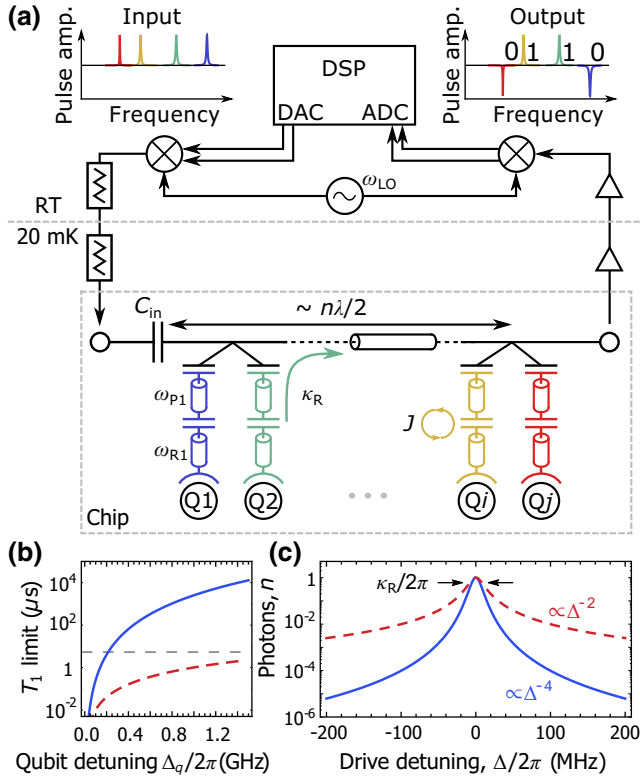 (a)
Input
Pulse amp.
Frequency
DSP
DAC ADC
Output
0 1 1 0
Pulse amp.
Frequency
ω_LO
RT
20 mK
C_in
~ nλ/2
ω_P1
κ_R
J
ω_R1
Q1 Q2 ••• Qi Qj
Chip
(b)
T_1 limit (μs)
10^4
10^2
1
10^-2
0.0 0.4 0.8 1.2
Qubit detuning Δ_q/2π(GHz)
(c)
Photons, n
κ_R/2π
1
10^-2
10^-4
10^-6
∝Δ^-2
∝Δ^-4
-200 -100 0 100 200
Drive detuning, Δ/2π (MHz)